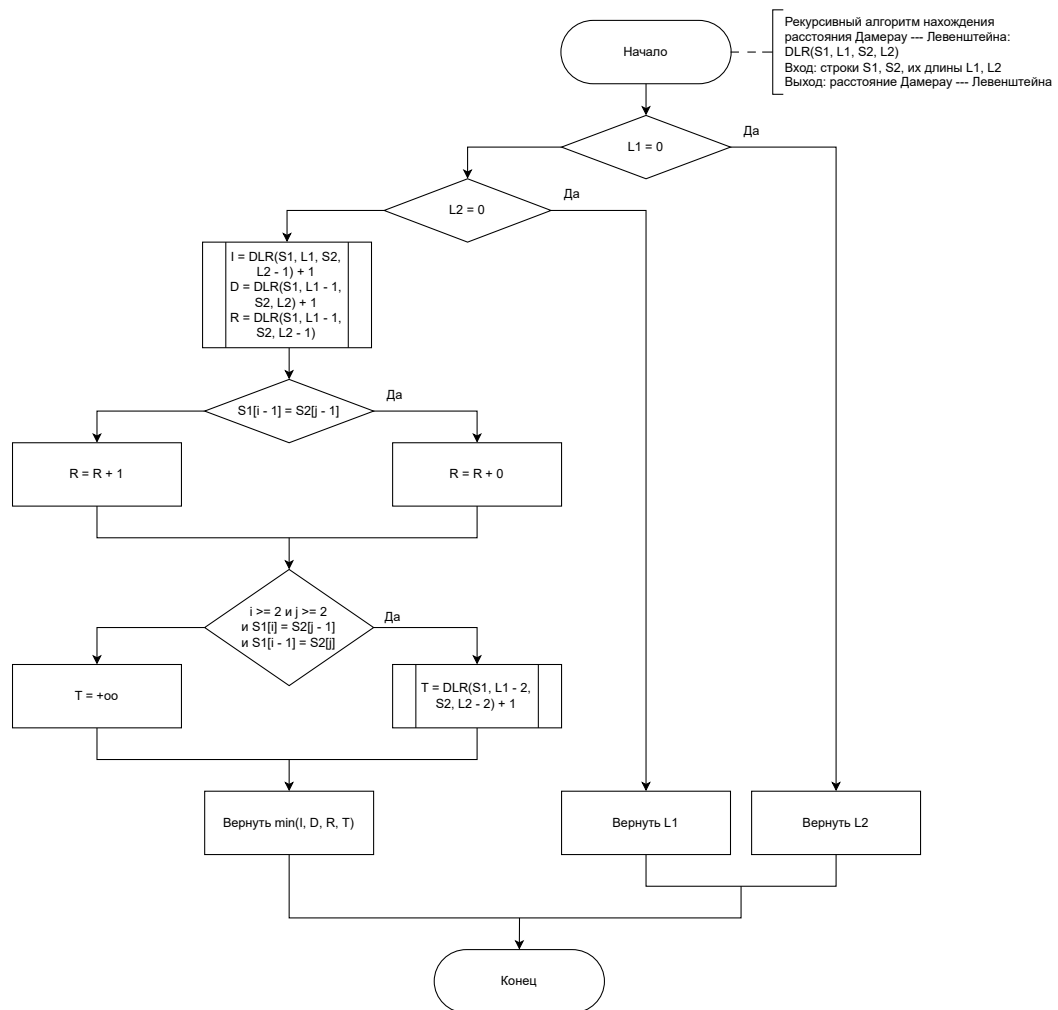 Начало
Рекурсивный алгоритм нахождения
расстояния Дамерау --- Левенштейна:
DLR(S1, L1, S2, L2)
Вход: строки S1, S2, их длины L1, L2
Выход: расстояние Дамерау --- Левенштейна
L1 = 0
Да
L2 = 0
Да
I = DLR(S1, L1, S2,
L2 - 1) + 1
D = DLR(S1, L1 - 1,
S2, L2) + 1
R = DLR(S1, L1 - 1,
S2, L2 - 1)
S1[i - 1] = S2[j - 1]
Да
R = R + 1
R = R + 0
i >= 2 и j >= 2
и S1[i] = S2[j - 1]
и S1[i - 1] = S2[j]
Да
T = +oo
T = DLR(S1, L1 - 2,
S2, L2 - 2) + 1
Вернуть min(I, D, R, T)
Вернуть L1
Вернуть L2
Конец